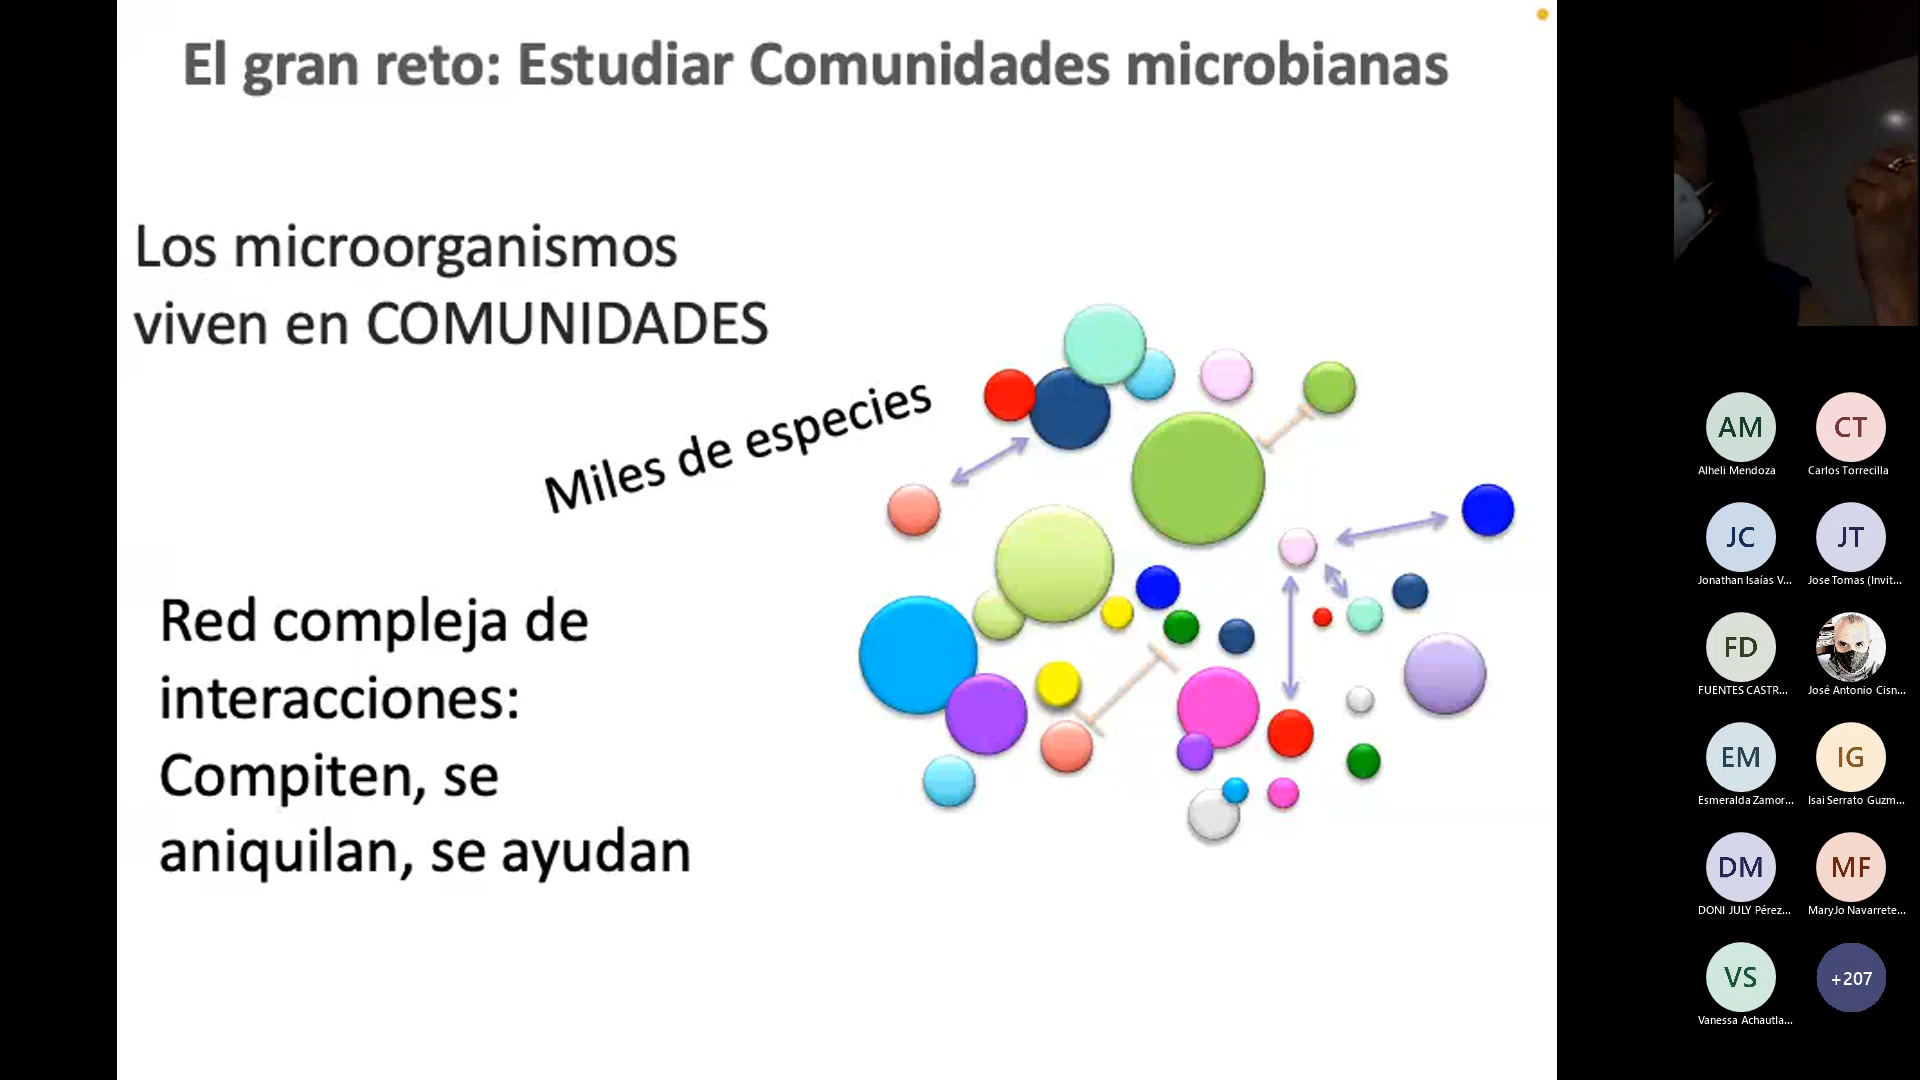 El gran reto: Estudiar Comunidades microbianas
Los microorganismos
viven en COMUNIDADES
Miles de especies
Red compleja de
interacciones:
Compiten, se
aniquilan, se ayudan
AM
Alheli Mendoza
CT
Carlos Torrecilla
JC
Jonathan Isaías V...
JT
Jose Tomas (Invit...
FD
FUENTES CASTR...
José Antonio Cisn...
EM
Esmeralda Zamor...
IG
Isai Serrato Guzm...
DM
DONI JULY Pérez...
MF
MaryJo Navarrete...
VS
Vanessa Achautla...
+207